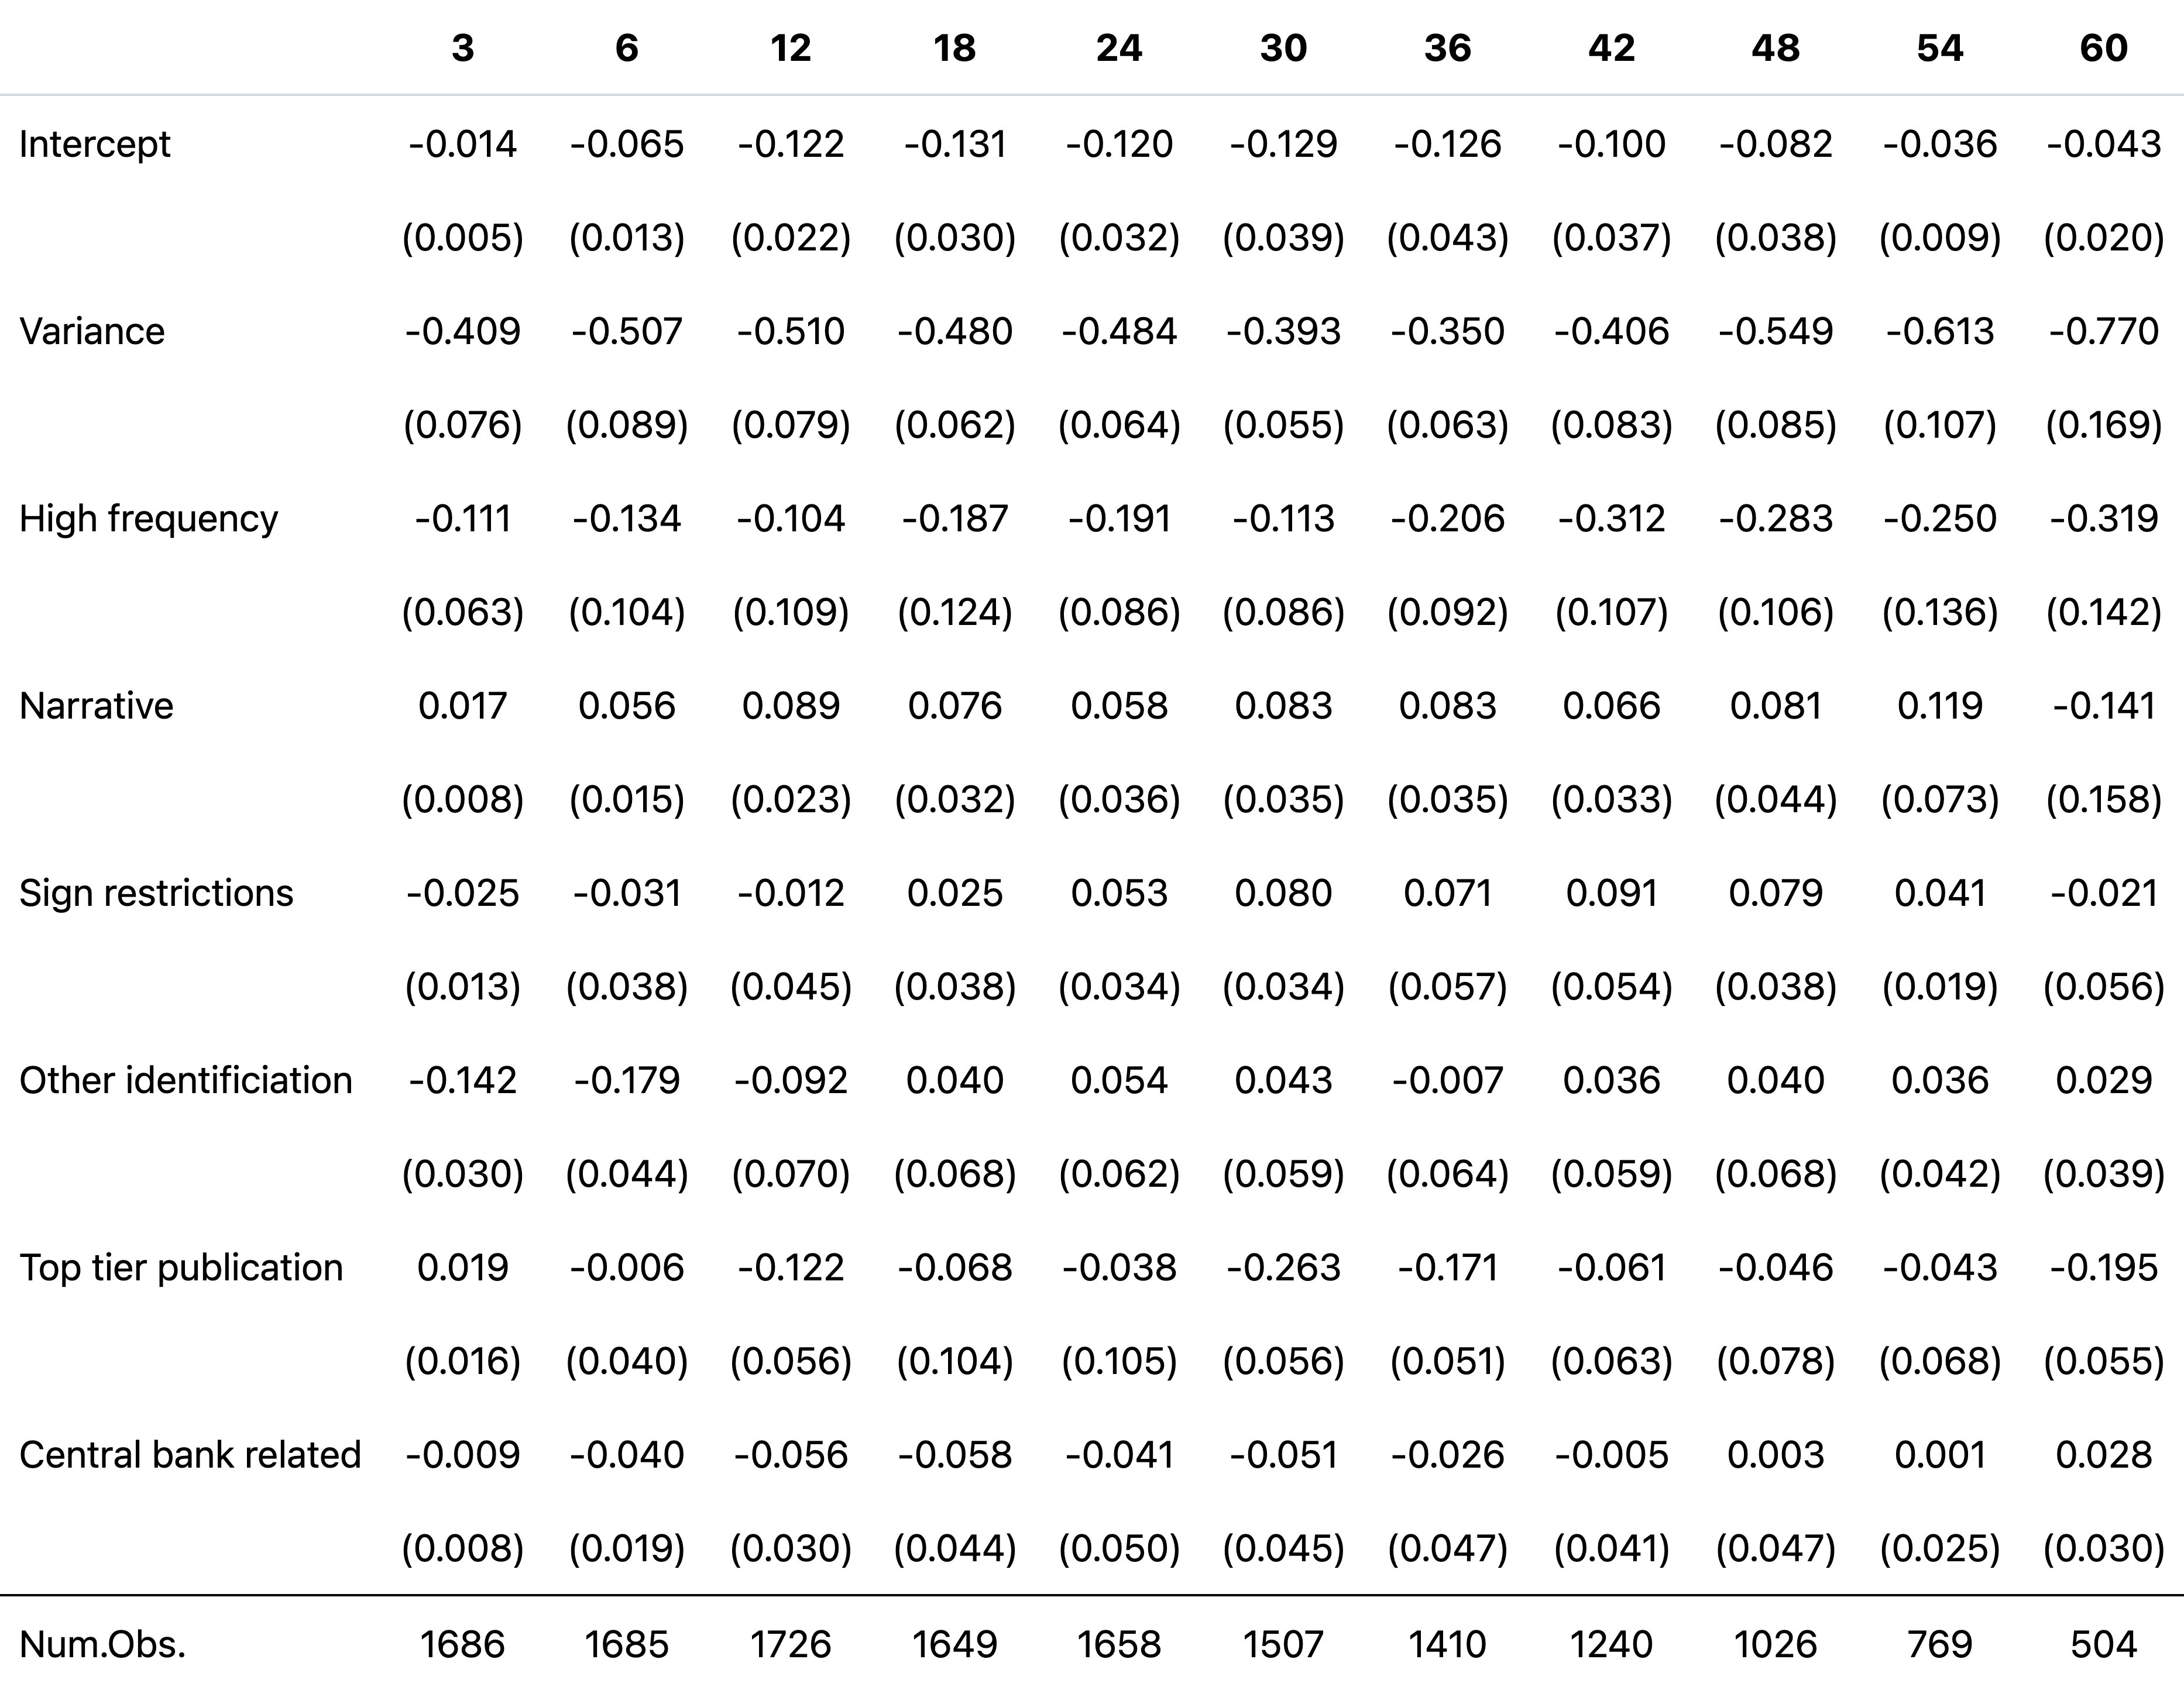 3 6 12 18 24 30 36 42 48 54 60
Intercept -0.014 -0.065 -0.122 -0.131 -0.120 -0.129 -0.126 -0.100 -0.082 -0.036 -0.043
(0.005) (0.013) (0.022) (0.030) (0.032) (0.039) (0.043) (0.037) (0.038) (0.009) (0.020)
Variance -0.409 -0.507 -0.510 -0.480 -0.484 -0.393 -0.350 -0.406 -0.549 -0.613 -0.770
(0.076) (0.089) (0.079) (0.062) (0.064) (0.055) (0.063) (0.083) (0.085) (0.107) (0.169)
High frequency -0.111 -0.134 -0.104 -0.187 -0.191 -0.113 -0.206 -0.312 -0.283 -0.250 -0.319
(0.063) (0.104) (0.109) (0.124) (0.086) (0.086) (0.092) (0.107) (0.106) (0.136) (0.142)
Narrative 0.017 0.056 0.089 0.076 0.058 0.083 0.083 0.066 0.081 0.119 -0.141
(0.008) (0.015) (0.023) (0.032) (0.036) (0.035) (0.035) (0.033) (0.044) (0.073) (0.158)
Sign restrictions -0.025 -0.031 -0.012 0.025 0.053 0.080 0.071 0.091 0.079 0.041 -0.021
(0.013) (0.038) (0.045) (0.038) (0.034) (0.034) (0.057) (0.054) (0.038) (0.019) (0.056)
Other identificiation -0.142 -0.179 -0.092 0.040 0.054 0.043 -0.007 0.036 0.040 0.036 0.029
(0.030) (0.044) (0.070) (0.068) (0.062) (0.059) (0.064) (0.059) (0.068) (0.042) (0.039)
Top tier publication 0.019 -0.006 -0.122 -0.068 -0.038 -0.263 -0.171 -0.061 -0.046 -0.043 -0.195
(0.016) (0.040) (0.056) (0.104) (0.105) (0.056) (0.051) (0.063) (0.078) (0.068) (0.055)
Central bank related -0.009 -0.040 -0.056 -0.058 -0.041 -0.051 -0.026 -0.005 0.003 0.001 0.028
(0.008) (0.019) (0.030) (0.044) (0.050) (0.045) (0.047) (0.041) (0.047) (0.025) (0.030)
Num.Obs. 1686 1685 1726 1649 1658 1507 1410 1240 1026 769 504